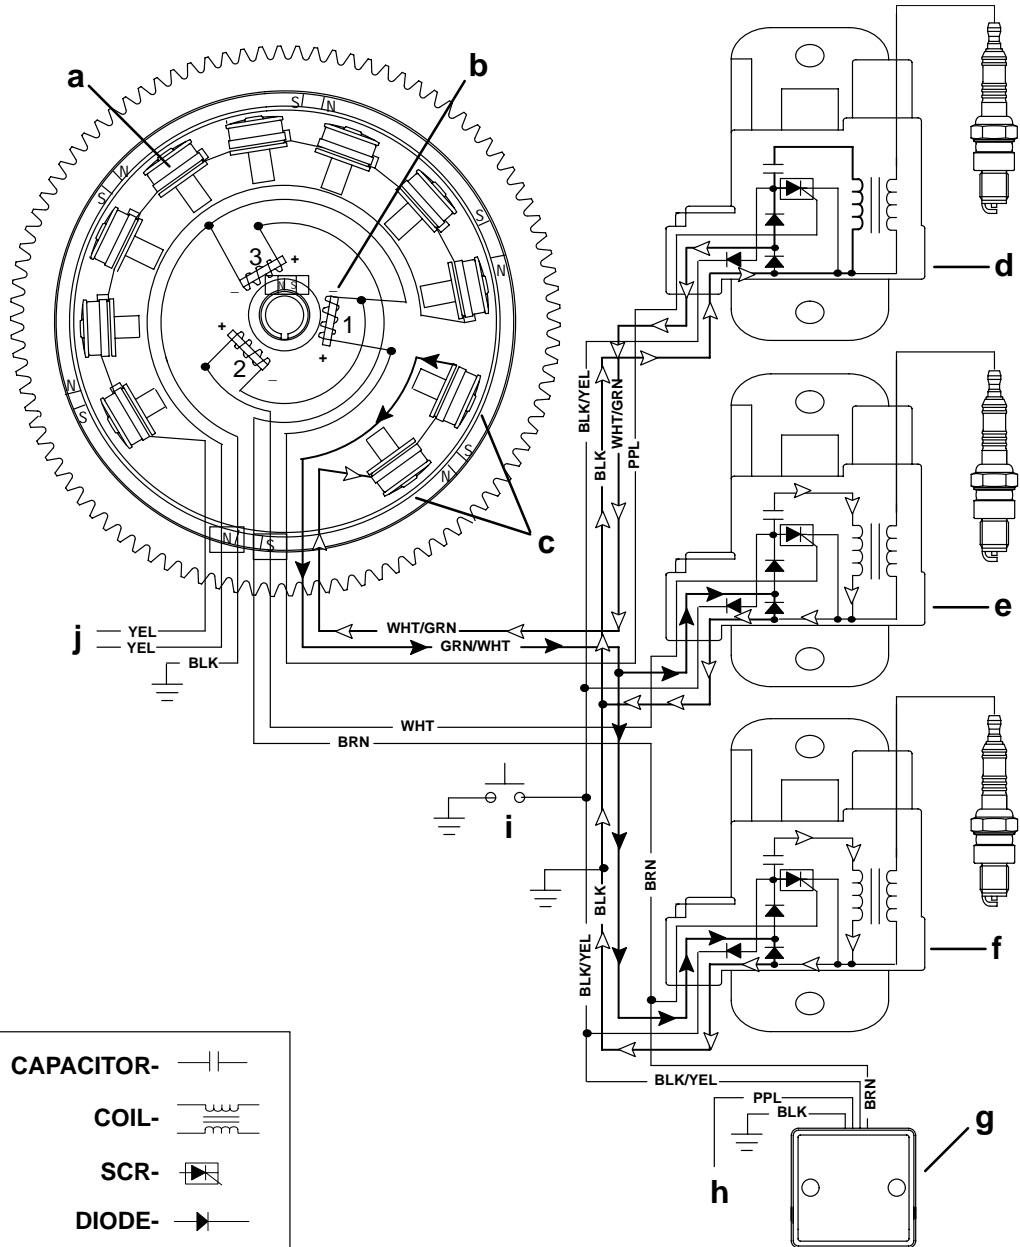 a
b
S N
N
S
S
N
3
+
–
N S
–
1
+
+
2
–
N
S
S
N
c
N
S
d
BLK/YEL
WHT/GRN
BLK
PPL
e
j
YEL
YEL
BLK
WHT/GRN
GRN/WHT
WHT
BRN
i
BRN
BLK
BLK/YEL
f
BLK/YEL
PPL
BLK
BRN
g
h
CAPACITOR-
COIL-
SCR-
DIODE-